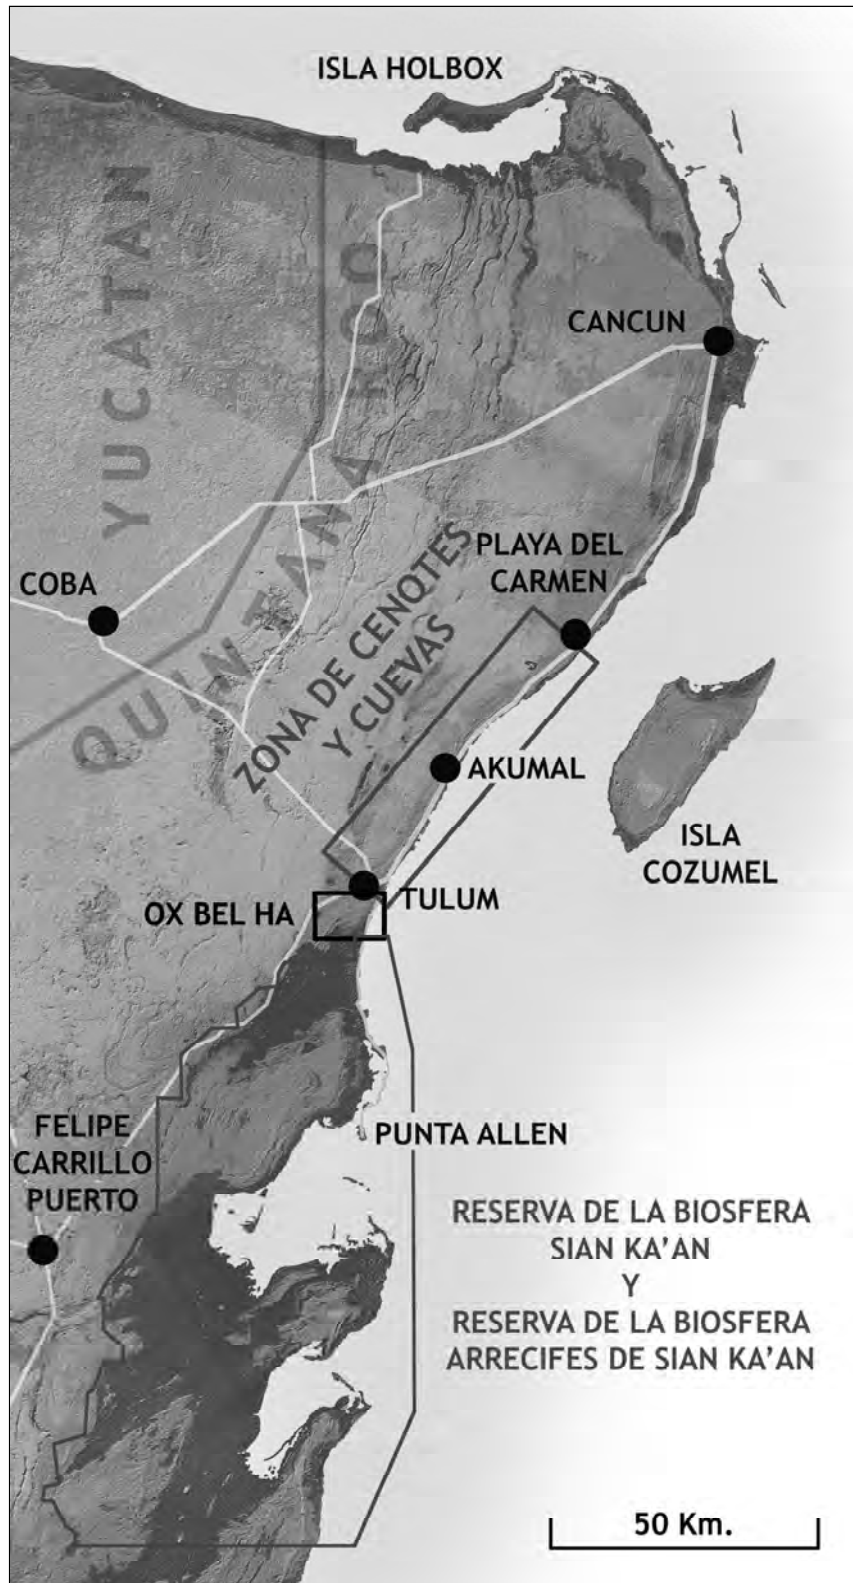 ISLA HOLBOX
YUCATAN
QUINTANA ROO
CANCUN
PLAYA DEL
CARMEN
COBA
ZONA DE CENOTES
Y CUEVAS
AKUMAL
ISLA
COZUMEL
TULUM
OX BEL HA
PUNTA ALLEN
FELIPE
CARRILLO
PUERTO
RESERVA DE LA BIOSFERA
SIAN KA'AN
Y
RESERVA DE LA BIOSFERA
ARRECIFES DE SIAN KA'AN
50 Km.